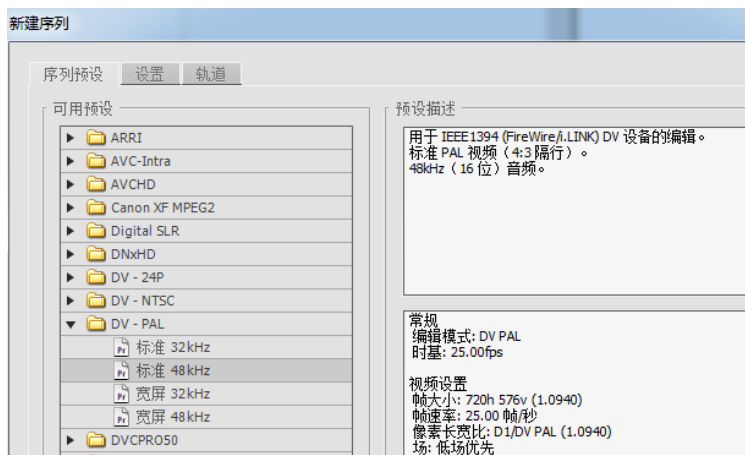 新建序列
序列预设 设置 轨道
可用预设
ARRI
AVC-Intra
AVCHD
Canon XF MPEG2
Digital SLR
DNxHD
DV - 24P
DV - NTSC
DV - PAL
标准 32kHz
标准 48kHz
宽屏 32kHz
宽屏 48kHz
DVCPRO50
预设描述
用于 IEEE1394 (FireWire/i.LINK) DV 设备的编辑。
标准 PAL 视频（4:3 隔行）。
48kHz（16 位）音频。
常规
编辑模式: DV PAL
时基: 25.00fps
视频设置
帧大小: 720h 576v (1.0940)
帧速率: 25.00 帧/秒
像素长宽比: D1/DV PAL (1.0940)
场: 低场优先